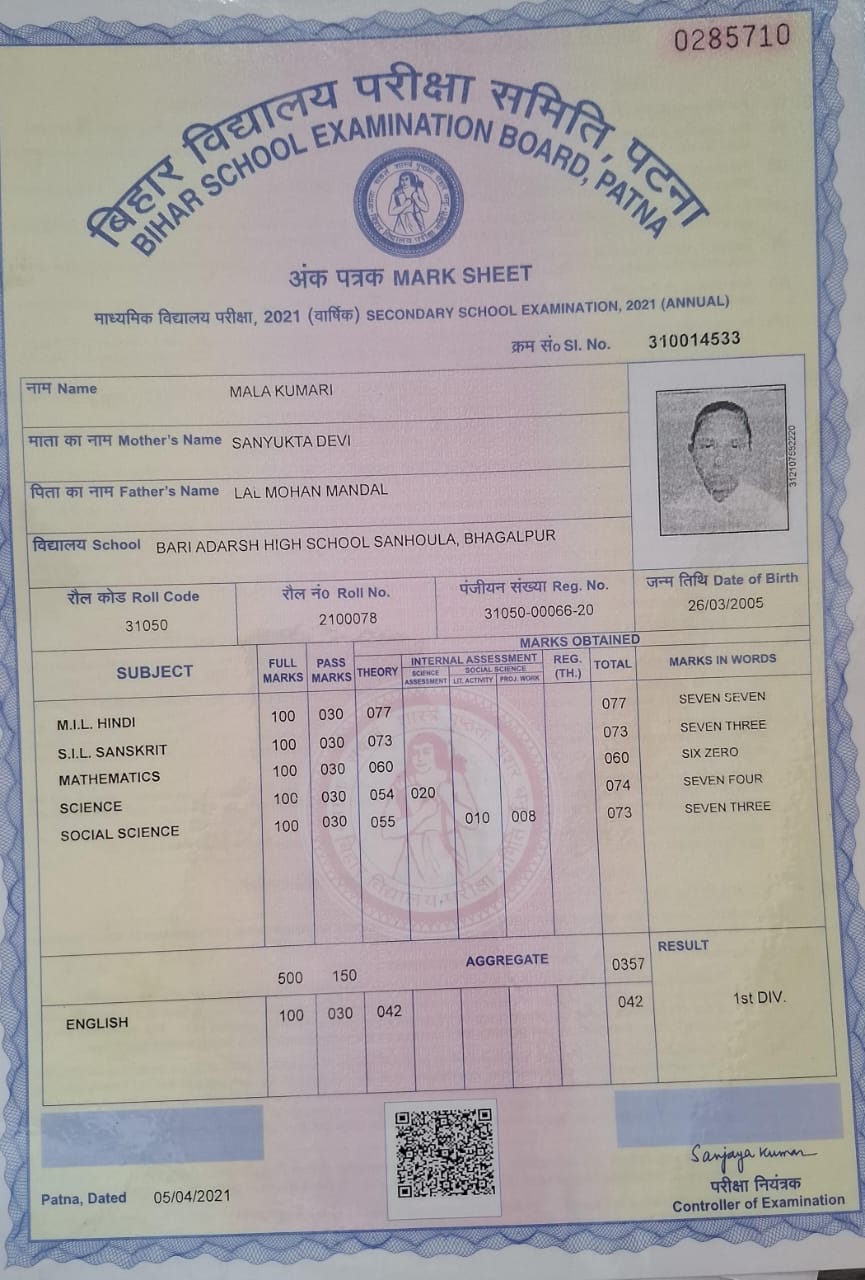 0285710
बिहार विद्यालय परीक्षा समिति, पटना
BIHAR SCHOOL EXAMINATION BOARD, PATNA
अंक पत्रक MARK SHEET
माध्यमिक विद्यालय परीक्षा, 2021 (वार्षिक) SECONDARY SCHOOL EXAMINATION, 2021 (ANNUAL)
क्रम सं० Sl. No. 310014533
नाम Name MALA KUMARI
माता का नाम Mother's Name SANYUKTA DEVI
पिता का नाम Father's Name LAL MOHAN MANDAL
विद्यालय School BARI ADARSH HIGH SCHOOL SANHOULA, BHAGALPUR
रौल कोड Roll Code रौल नं० Roll No. पंजीयन संख्या Reg. No. जन्म तिथि Date of Birth
31050 2100078 31050-00066-20 26/03/2005
MARKS OBTAINED
SUBJECT FULL MARKS PASS MARKS THEORY INTERNAL ASSESSMENT REG. (TH.) TOTAL MARKS IN WORDS
SCIENCE ASSESSMENT SOCIAL SCIENCE
LIT. ACTIVITY PROJ. WORK
M.I.L. HINDI 100 030 077 077 SEVEN SEVEN
S.I.L. SANSKRIT 100 030 073 073 SEVEN THREE
MATHEMATICS 100 030 060 060 SIX ZERO
SCIENCE 100 030 054 020 074 SEVEN FOUR
SOCIAL SCIENCE 100 030 055 010 008 073 SEVEN THREE
500 150 AGGREGATE 0357 RESULT
ENGLISH 100 030 042 042 1st DIV.
Sanjaya Kumar
परीक्षा नियंत्रक
Patna, Dated 05/04/2021 Controller of Examination